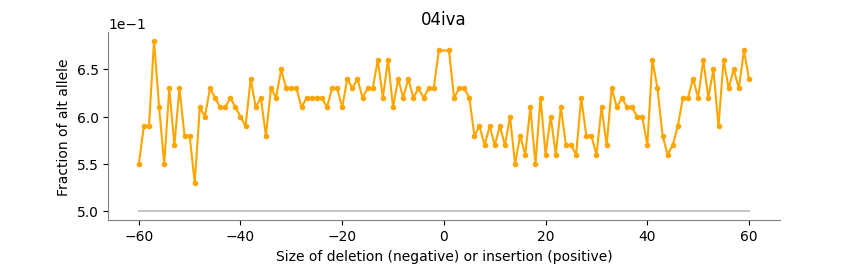 04iva
1e−1
6.5
6.0
5.5
5.0
Fraction of alt allele
−60 −40 −20 0 20 40 60
Size of deletion (negative) or insertion (positive)